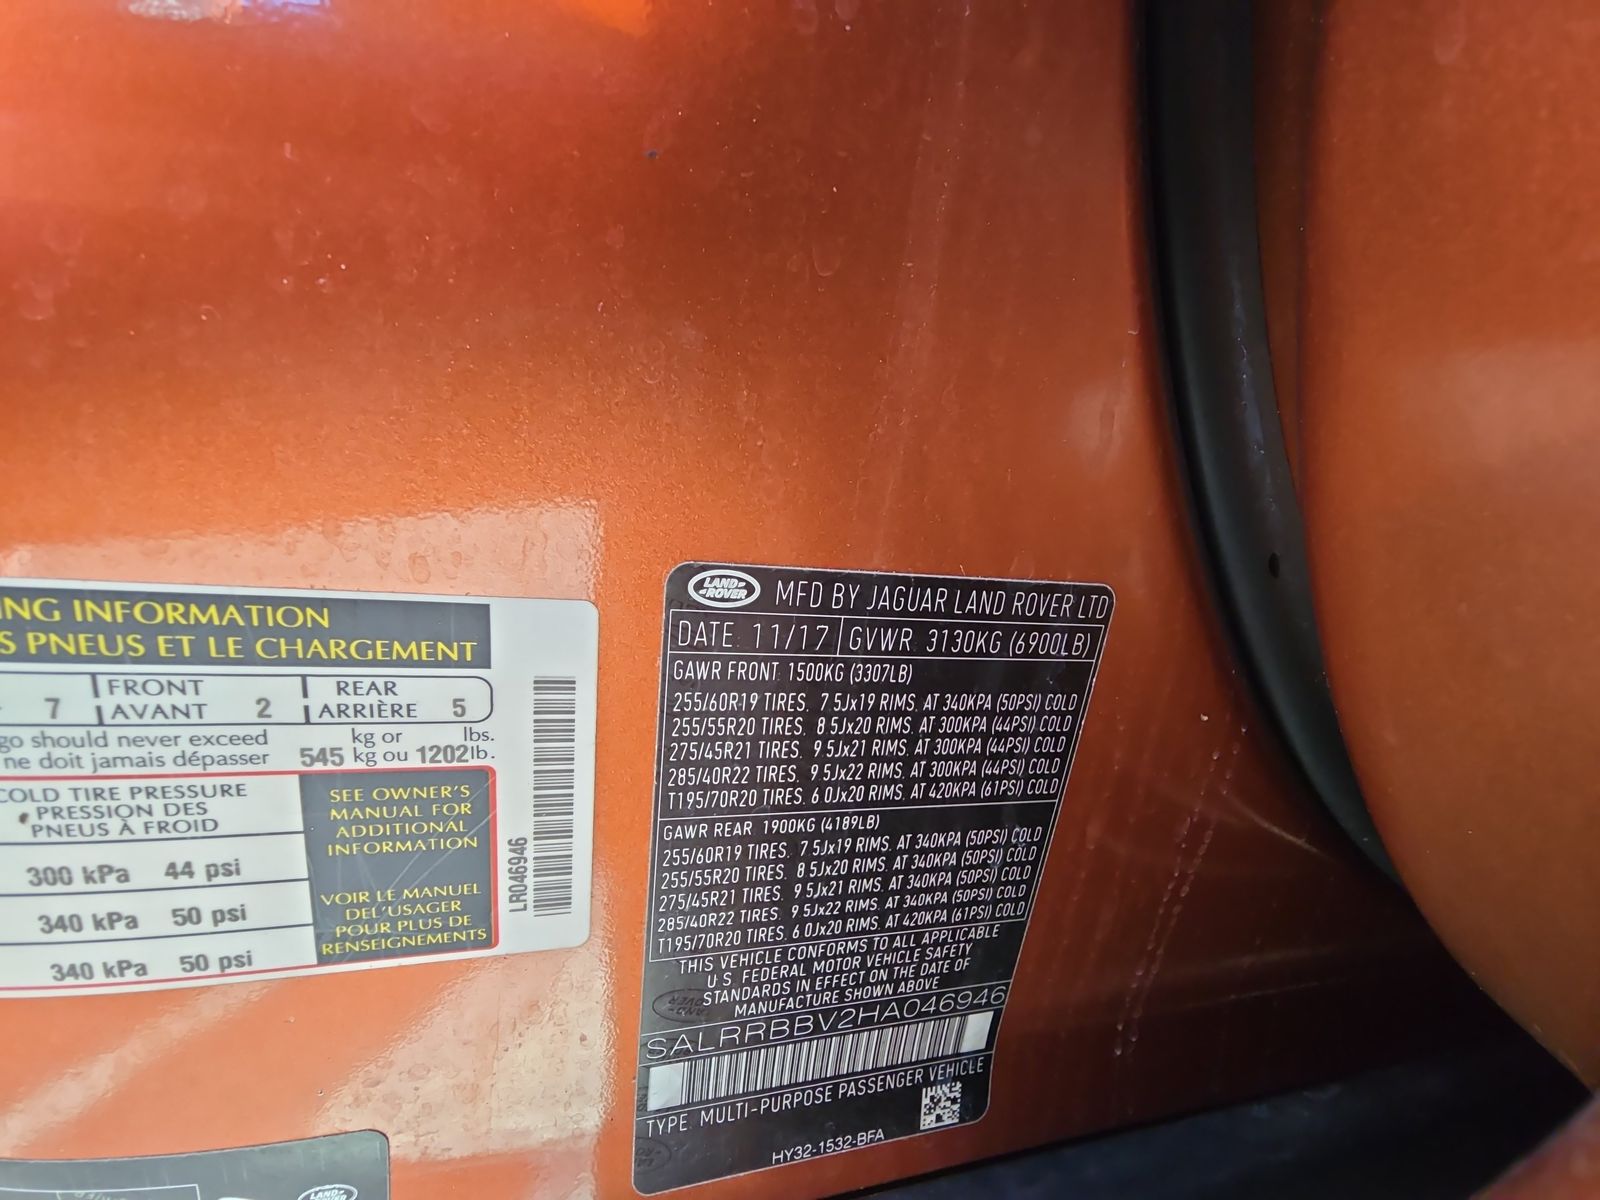 ING INFORMATION
S PNEUS ET LE CHARGEMENT
7 FRONT AVANT 2 REAR ARRIÈRE 5
go should never exceed
ne doit jamais dépasser
545 kg or kg ou 1202 lbs. lb.
COLD TIRE PRESSURE
PRESSION DES
PNEUS À FROID
300 kPa 44 psi
340 kPa 50 psi
340 kPa 50 psi
SEE OWNER'S
MANUAL FOR
ADDITIONAL
INFORMATION
VOIR LE MANUEL
DEL'USAGER
POUR PLUS DE
RENSEIGNEMENTS
LR046946
LAND ROVER
MFD BY JAGUAR LAND ROVER LTD
DATE: 11/17 GVWR 3130KG (6900LB)
GAWR FRONT 1500KG (3307LB)
255/60R19 TIRES. 7.5Jx19 RIMS. AT 340KPA (50PSI) COLD
255/55R20 TIRES. 8.5Jx20 RIMS. AT 300KPA (44PSI) COLD
275/45R21 TIRES. 9.5Jx21 RIMS. AT 300KPA (44PSI) COLD
285/40R22 TIRES. 9.5Jx22 RIMS. AT 300KPA (44PSI) COLD
T195/70R20 TIRES. 6.0Jx20 RIMS. AT 420KPA (61PSI) COLD
GAWR REAR 1900KG (4189LB)
255/60R19 TIRES. 7.5Jx19 RIMS. AT 340KPA (50PSI) COLD
255/55R20 TIRES. 8.5Jx20 RIMS. AT 340KPA (50PSI) COLD
275/45R21 TIRES. 9.5Jx21 RIMS. AT 340KPA (50PSI) COLD
285/40R22 TIRES. 9.5Jx22 RIMS. AT 340KPA (50PSI) COLD
T195/70R20 TIRES. 6.0Jx20 RIMS. AT 420KPA (61PSI) COLD
THIS VEHICLE CONFORMS TO ALL APPLICABLE
U.S. FEDERAL MOTOR VEHICLE SAFETY
STANDARDS IN EFFECT ON THE DATE OF
MANUFACTURE SHOWN ABOVE
SALRRBBV2HA046946
TYPE: MULTI-PURPOSE PASSENGER VEHICLE
HY32-1532-BFA
LAND ROVER